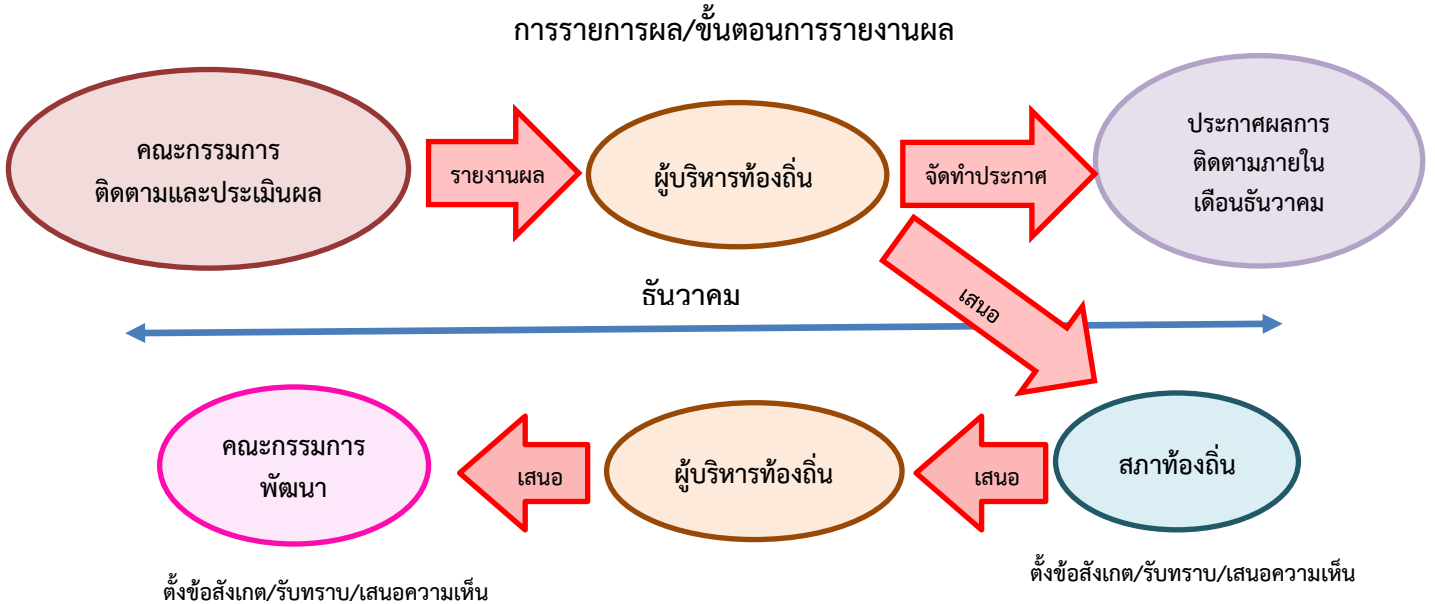 การรายการผล/ขั้นตอนการรายงานผล
คณะกรรมการ
ติดตามและประเมินผล
รายงานผล
ผู้บริหารท้องถิ่น
จัดทำประกาศ
ประกาศผลการ
ติดตามภายใน
เดือนธันวาคม
ธันวาคม
เสนอ
คณะกรรมการ
พัฒนา
เสนอ
ผู้บริหารท้องถิ่น
เสนอ
สภาท้องถิ่น
ตั้งข้อสังเกต/รับทราบ/เสนอความเห็น
ตั้งข้อสังเกต/รับทราบ/เสนอความเห็น